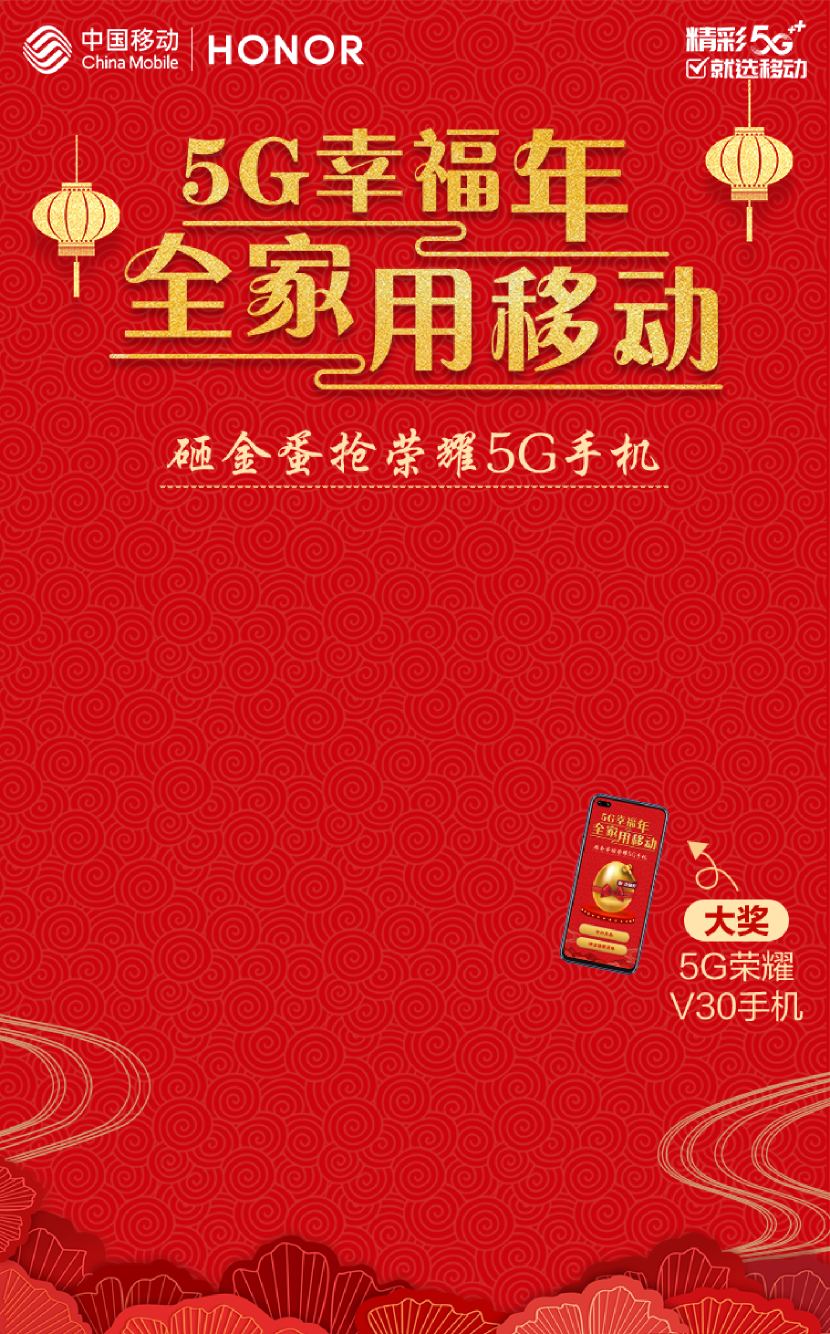 中国移动
China Mobile
HONOR
精彩5G++
就选移动
5G幸福年
全家用移动
砸金蛋抢荣耀5G手机
5G幸福年
全家用移动
大奖
5G荣耀
V30手机